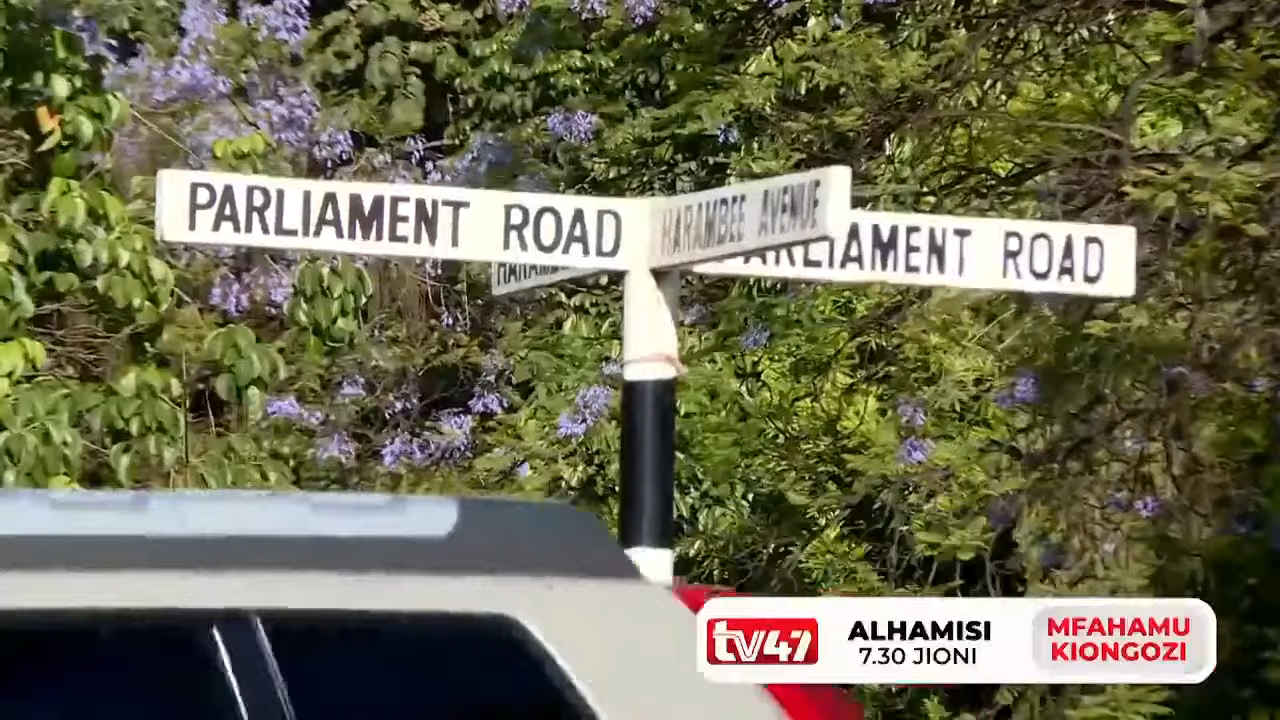 PARLIAMENT ROAD
HARAMBEE AVENUE
PARLIAMENT ROAD
tv47
ALHAMISI
7.30 JIONI
MFAHAMU
KIONGOZI